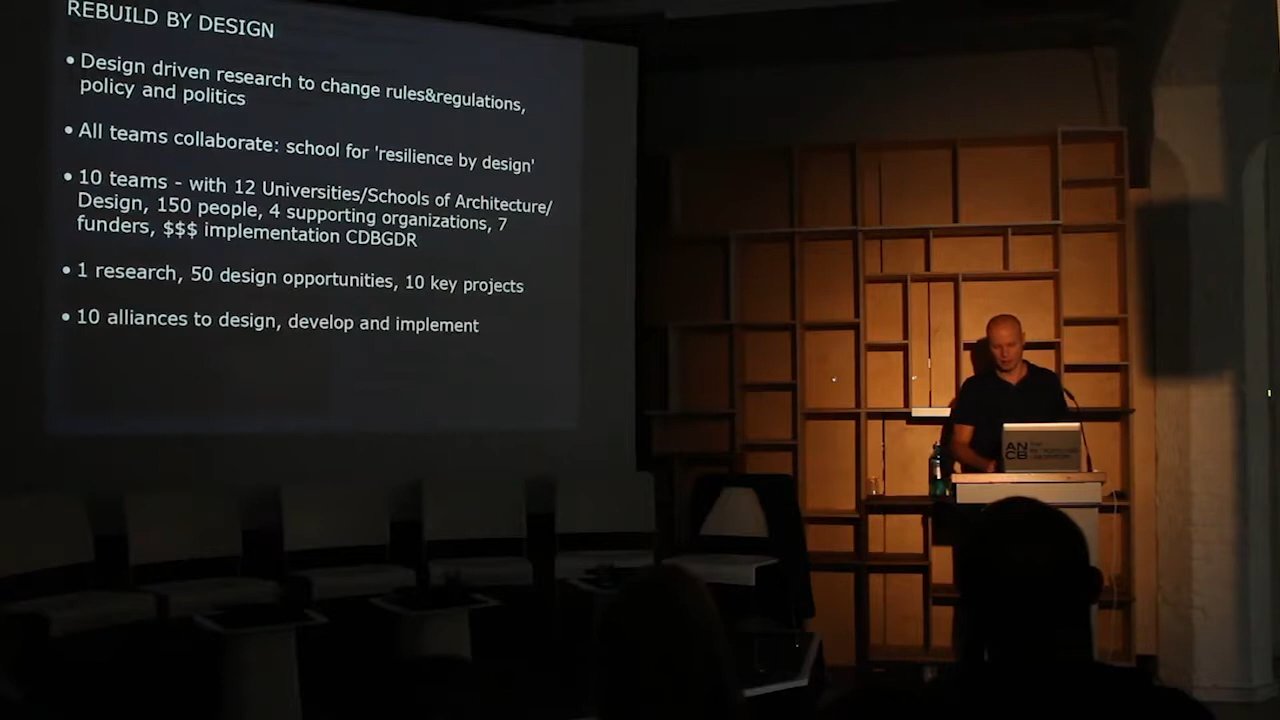 REBUILD BY DESIGN
• Design driven research to change rules&regulations,
policy and politics
• All teams collaborate: school for 'resilience by design'
• 10 teams - with 12 Universities/Schools of Architecture/
Design, 150 people, 4 supporting organizations, 7
funders, $$$ implementation CDBGDR
• 1 research, 50 design opportunities, 10 key projects
• 10 alliances to design, develop and implement
AN
CB